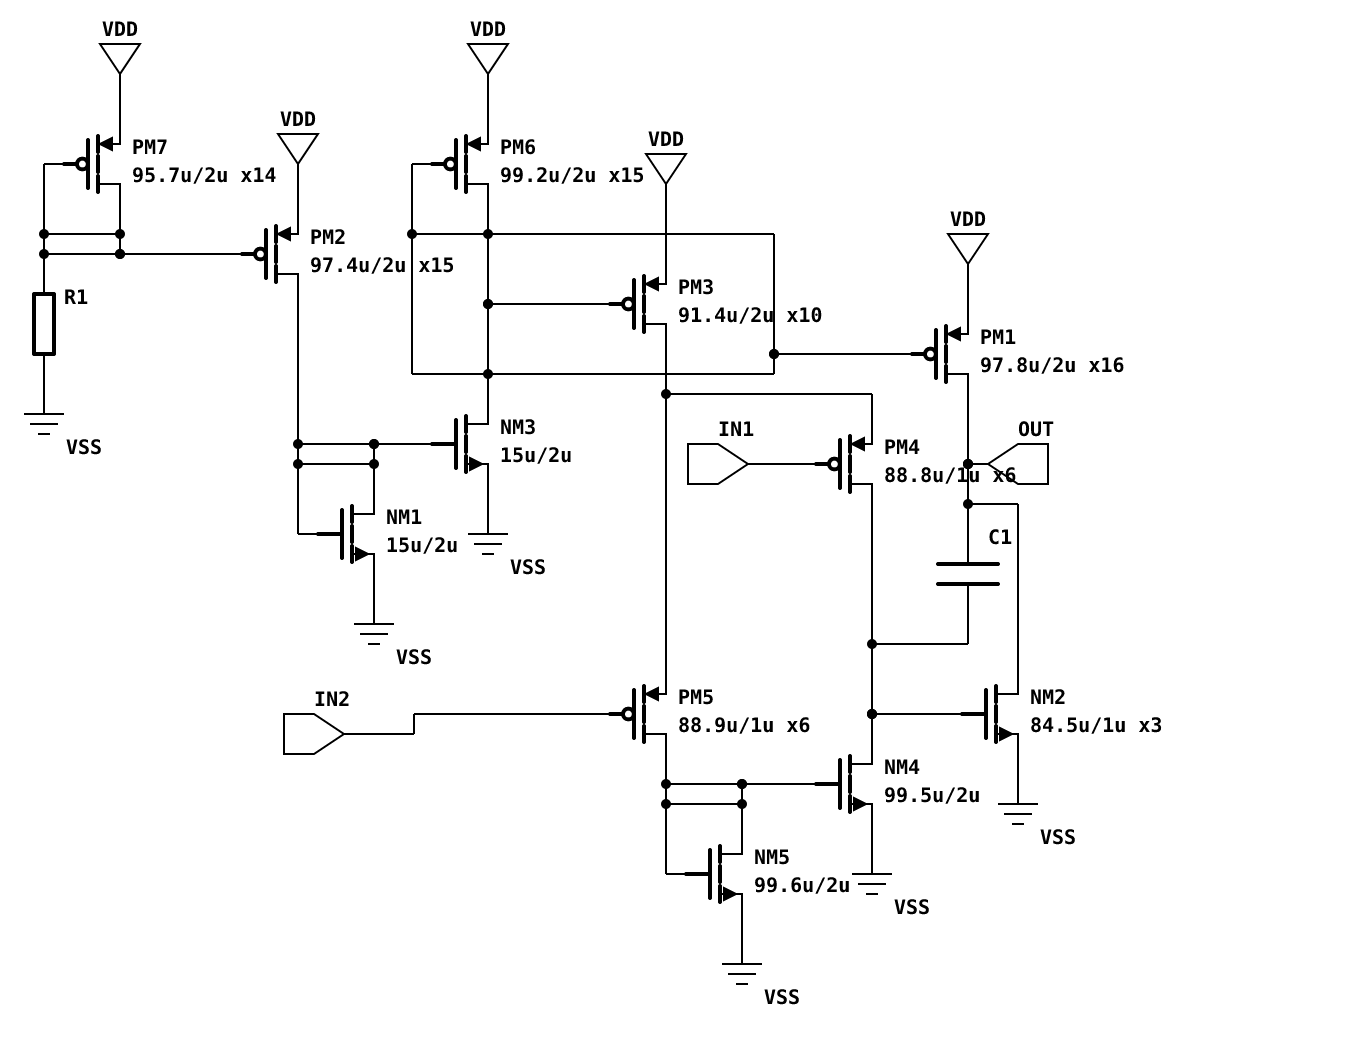 VDD
VDD
VDD
VDD
PM7
95.7u/2u x14
PM6
99.2u/2u x15
VDD
PM2
97.4u/2u x15
R1
PM3
91.4u/2u x10
PM1
97.8u/2u x16
VSS
NM3
15u/2u
IN1
PM4
88.8u/1u x6
OUT
NM1
15u/2u
VSS
C1
VSS
IN2
PM5
88.9u/1u x6
NM2
84.5u/1u x3
NM4
99.5u/2u
VSS
NM5
99.6u/2u
VSS
VSS